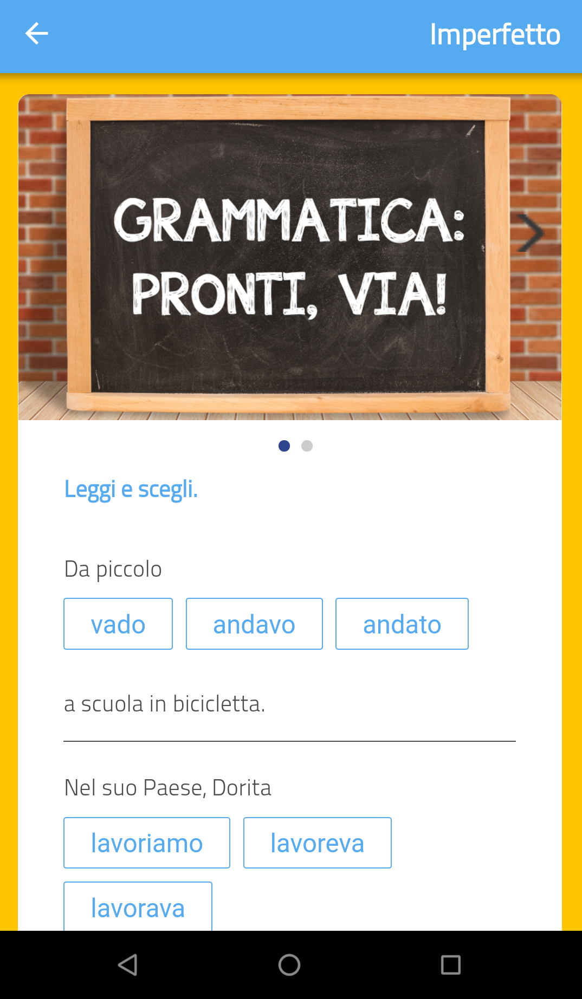 Imperfetto
GRAMMATICA:
PRONTI, VIA!
Leggi e scegli.
Da piccolo
vado andavo andato
a scuola in bicicletta.
Nel suo Paese, Dorita
lavoriamo lavoreva
lavorava